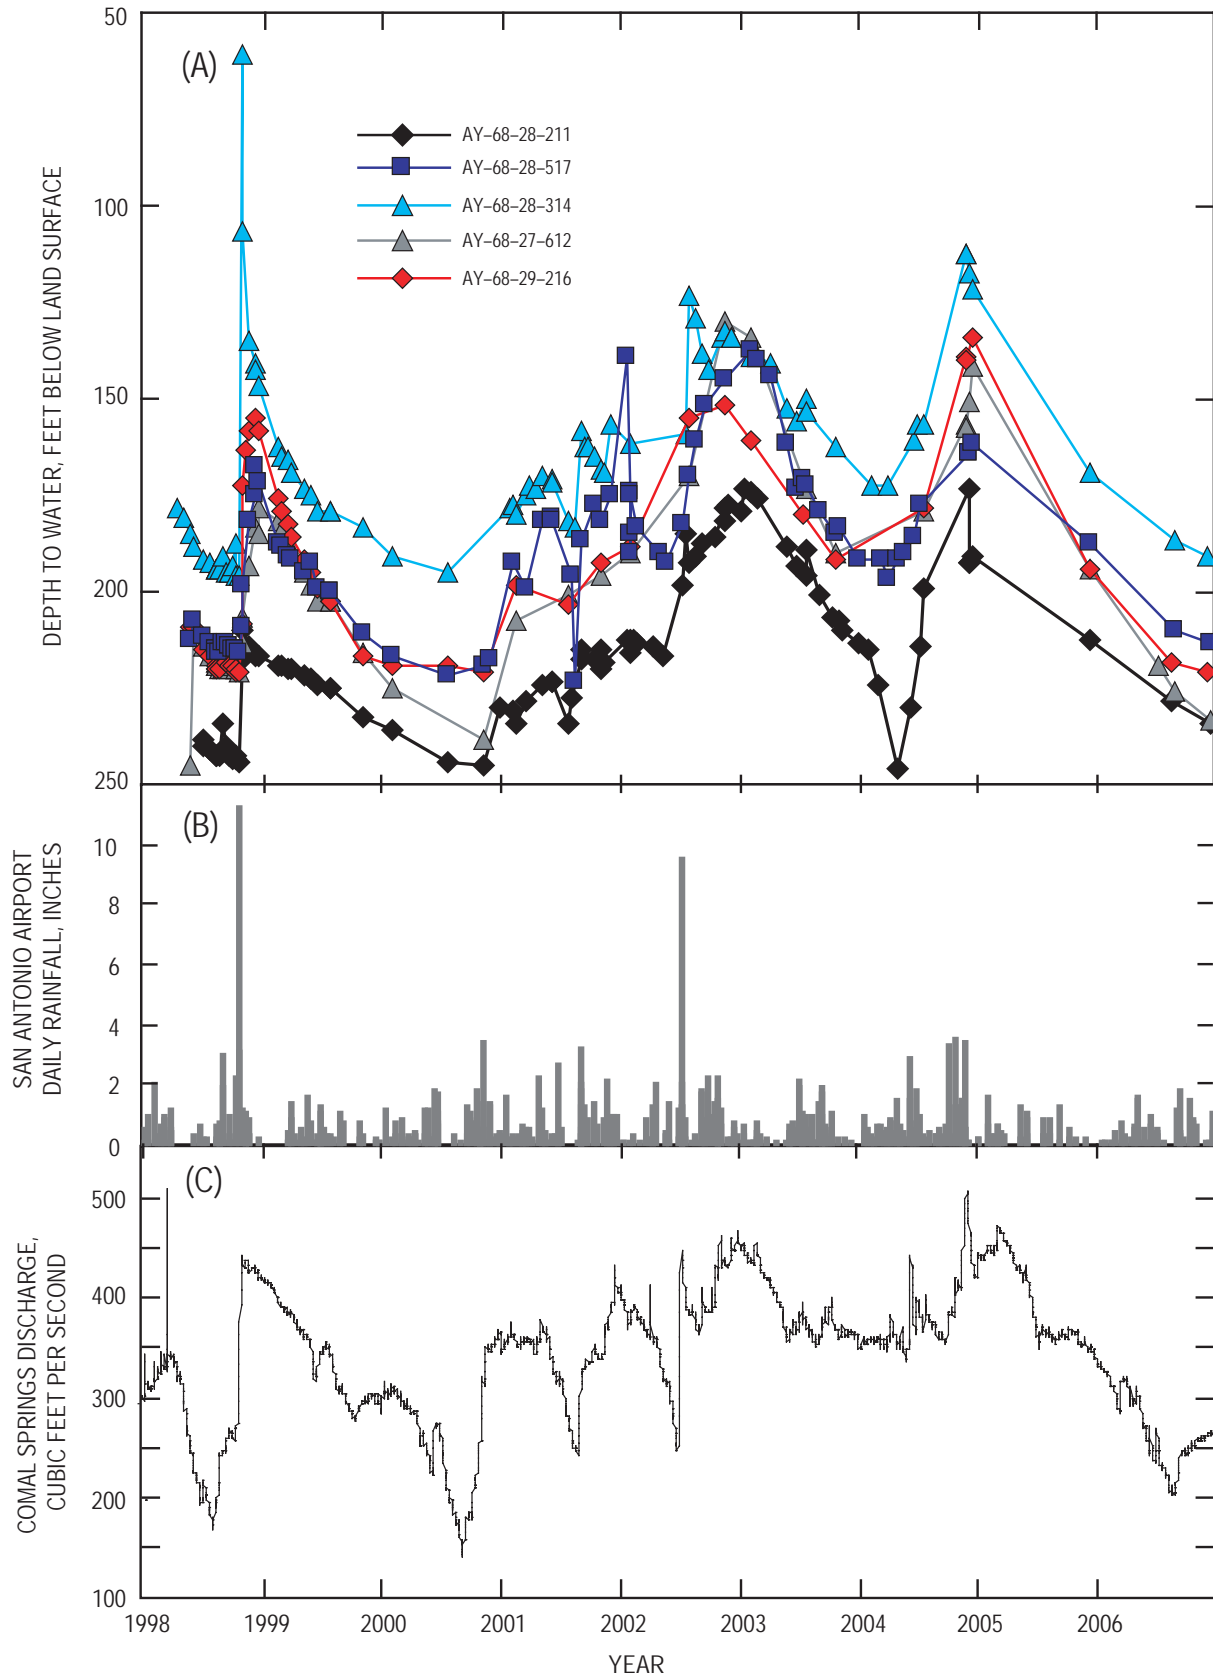 50
(A)
AY–68–28–211
AY–68–28–517
100
AY–68–28–314
AY–68–27–612
AY–68–29–216
150
200
250
DEPTH TO WATER, FEET BELOW LAND SURFACE
(B)
10
8
6
4
2
0
SAN ANTONIO AIRPORT
DAILY RAINFALL, INCHES
(C)
500
400
300
200
100
COMAL SPRINGS DISCHARGE,
CUBIC FEET PER SECOND
1998 1999 2000 2001 2002 2003 2004 2005 2006
YEAR